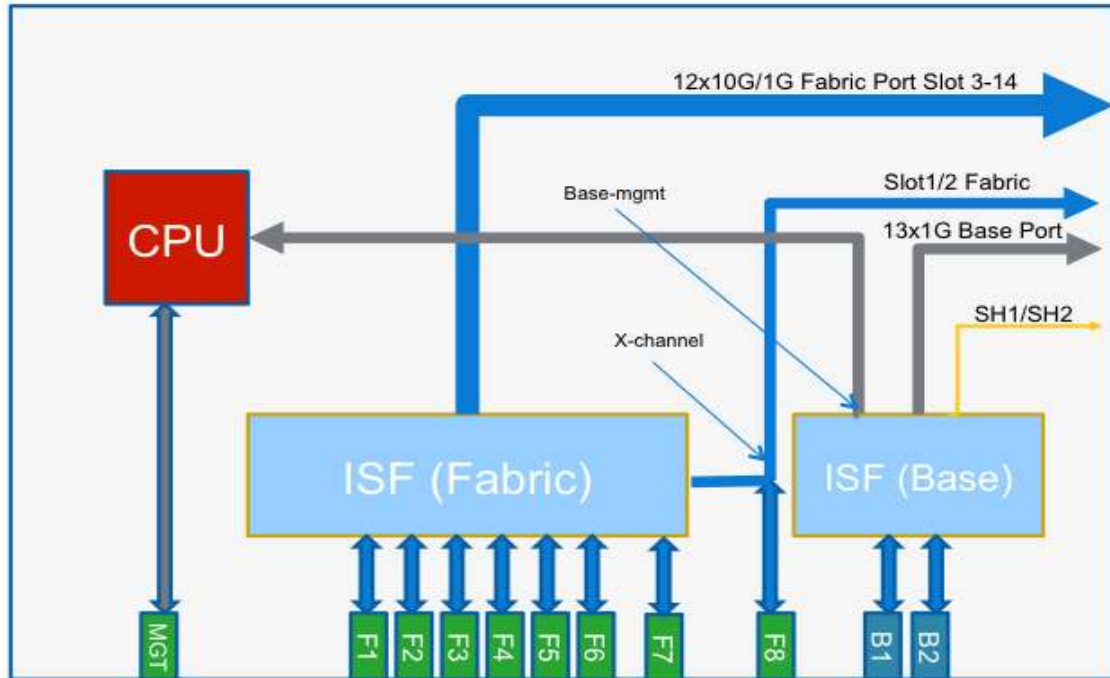 12x10G/1G Fabric Port Slot 3-14
Base-mgmt
Slot1/2 Fabric
CPU
13x1G Base Port
SH1/SH2
X-channel
ISF (Fabric)
ISF (Base)
MGT
F1
F2
F3
F4
F5
F6
F7
F8
B1
B2